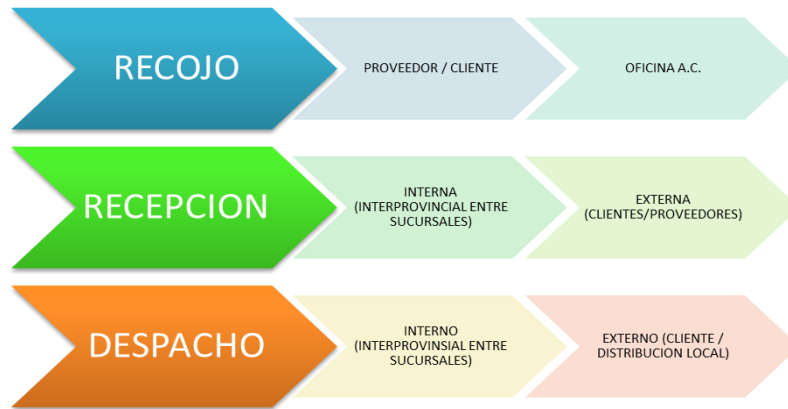 RECOJO
PROVEEDOR / CLIENTE
OFICINA A.C.
RECEPCION
INTERNA
(INTERPROVINCIAL ENTRE
SUCURSALES)
EXTERNA
(CLIENTES/PROVEEDORES)
DESPACHO
INTERNO
(INTERPROVINSIAL ENTRE
SUCURSALES)
EXTERNO (CLIENTE /
DISTRIBUCION LOCAL)